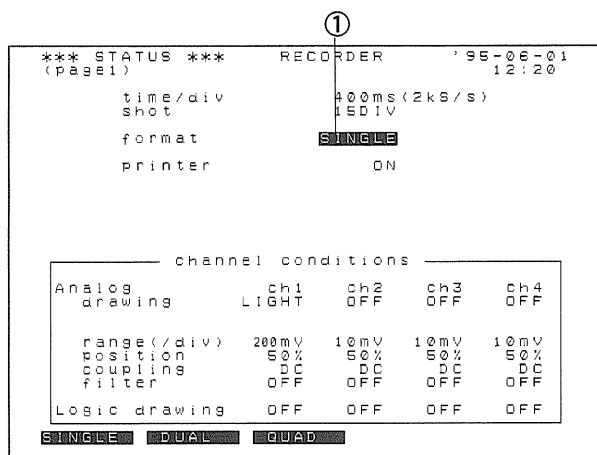 ①
*** STATUS *** RECORDER '95-06-01
(page1) 12:20
time/div 400ms(2kS/s)
shot 15DIV
format SINGLE
printer ON
channel conditions
Analog ch1 ch2 ch3 ch4
drawing LIGHT OFF OFF OFF
range(/div) 200mV 10mV 10mV 10mV
position 50% 50% 50% 50%
coupling DC DC DC DC
filter OFF OFF OFF OFF
Logic drawing OFF OFF OFF OFF
SINGLE DUAL QUAD